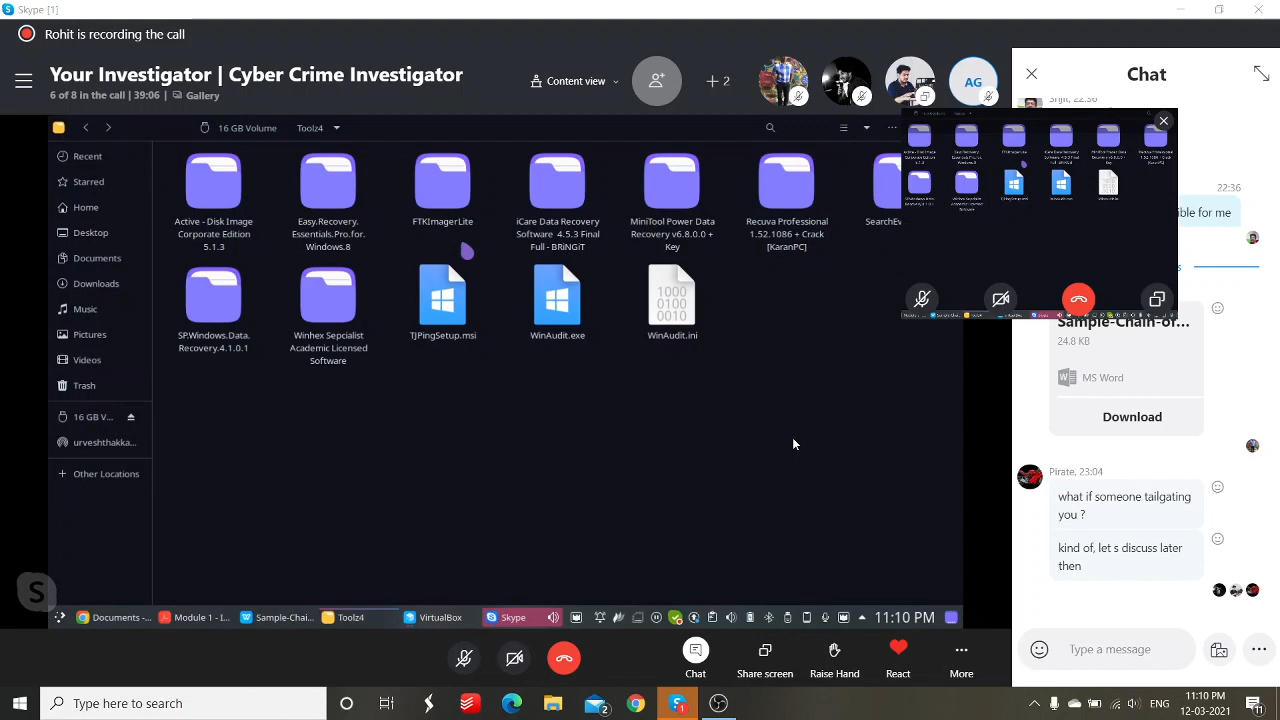 Skype [1]
Rohit is recording the call
Your Investigator | Cyber Crime Investigator
6 of 8 in the call | 39:06 | Gallery
Content view
+ 2
AG
Chat
Srijit, 22:36
22:36
ible for me
s
Sample-Chain-of...
24.8 KB
MS Word
Download
Pirate, 23:04
what if someone tailgating
you ?
kind of, let s discuss later
then
Type a message
16 GB Volume
Toolz4
Recent
Starred
Home
Desktop
Documents
Downloads
Music
Pictures
Videos
Trash
16 GB V...
urveshthakka...
Other Locations
Active - Disk Image
Corporate Edition
5.1.3
Easy.Recovery.
Essentials.Pro.for.
Windows.8
FTKImagerLite
iCare Data Recovery
Software 4.5.3 Final
Full - BRiNGiT
MiniTool Power Data
Recovery v6.8.0.0 +
Key
Recuva Professional
1.52.1086 + Crack
[KaranPC]
SearchEv
SP.Windows.Data.
Recovery.4.1.0.1
Winhex Sepcialist
Academic Licensed
Software
TJPingSetup.msi
WinAudit.exe
WinAudit.ini
Documents -...
Module 1 - I...
Sample-Chai...
Toolz4
VirtualBox
Skype
11:10 PM
Chat
Share screen
Raise Hand
React
More
Type here to search
ENG
11:10 PM
12-03-2021